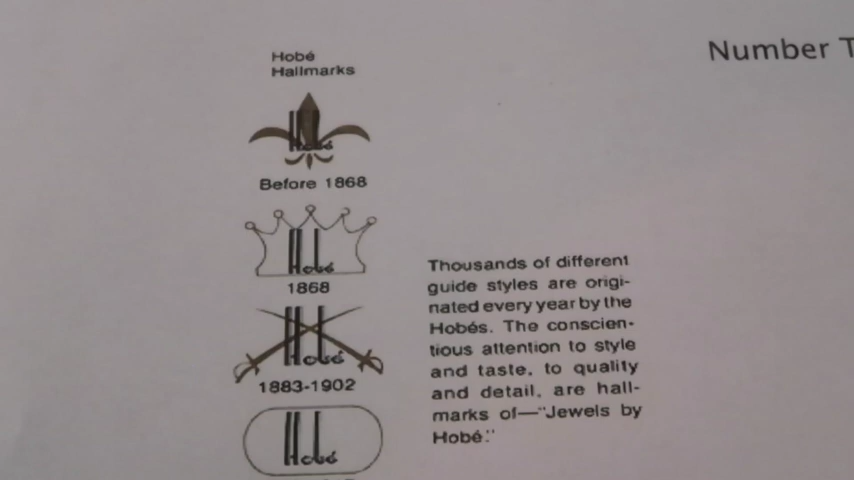 Number T
Hobé
Hallmarks
Hobé
Before 1868
Hobé
1868
Hobé
1883-1902
Hobé
Thousands of different
guide styles are origi-
nated every year by the
Hobés. The conscien-
tious attention to style
and taste, to quality
and detail, are hall-
marks of—"Jewels by
Hobé."